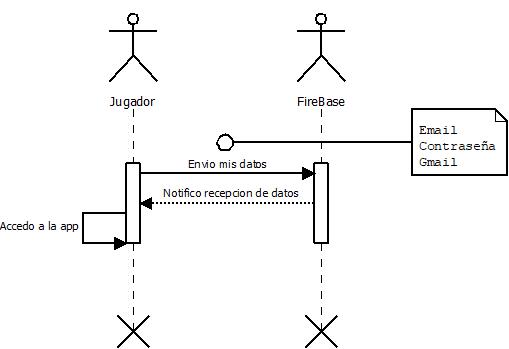 Jugador
FireBase
Email
Contraseña
Gmail
Envio mis datos
Notifico recepcion de datos
Accedo a la app